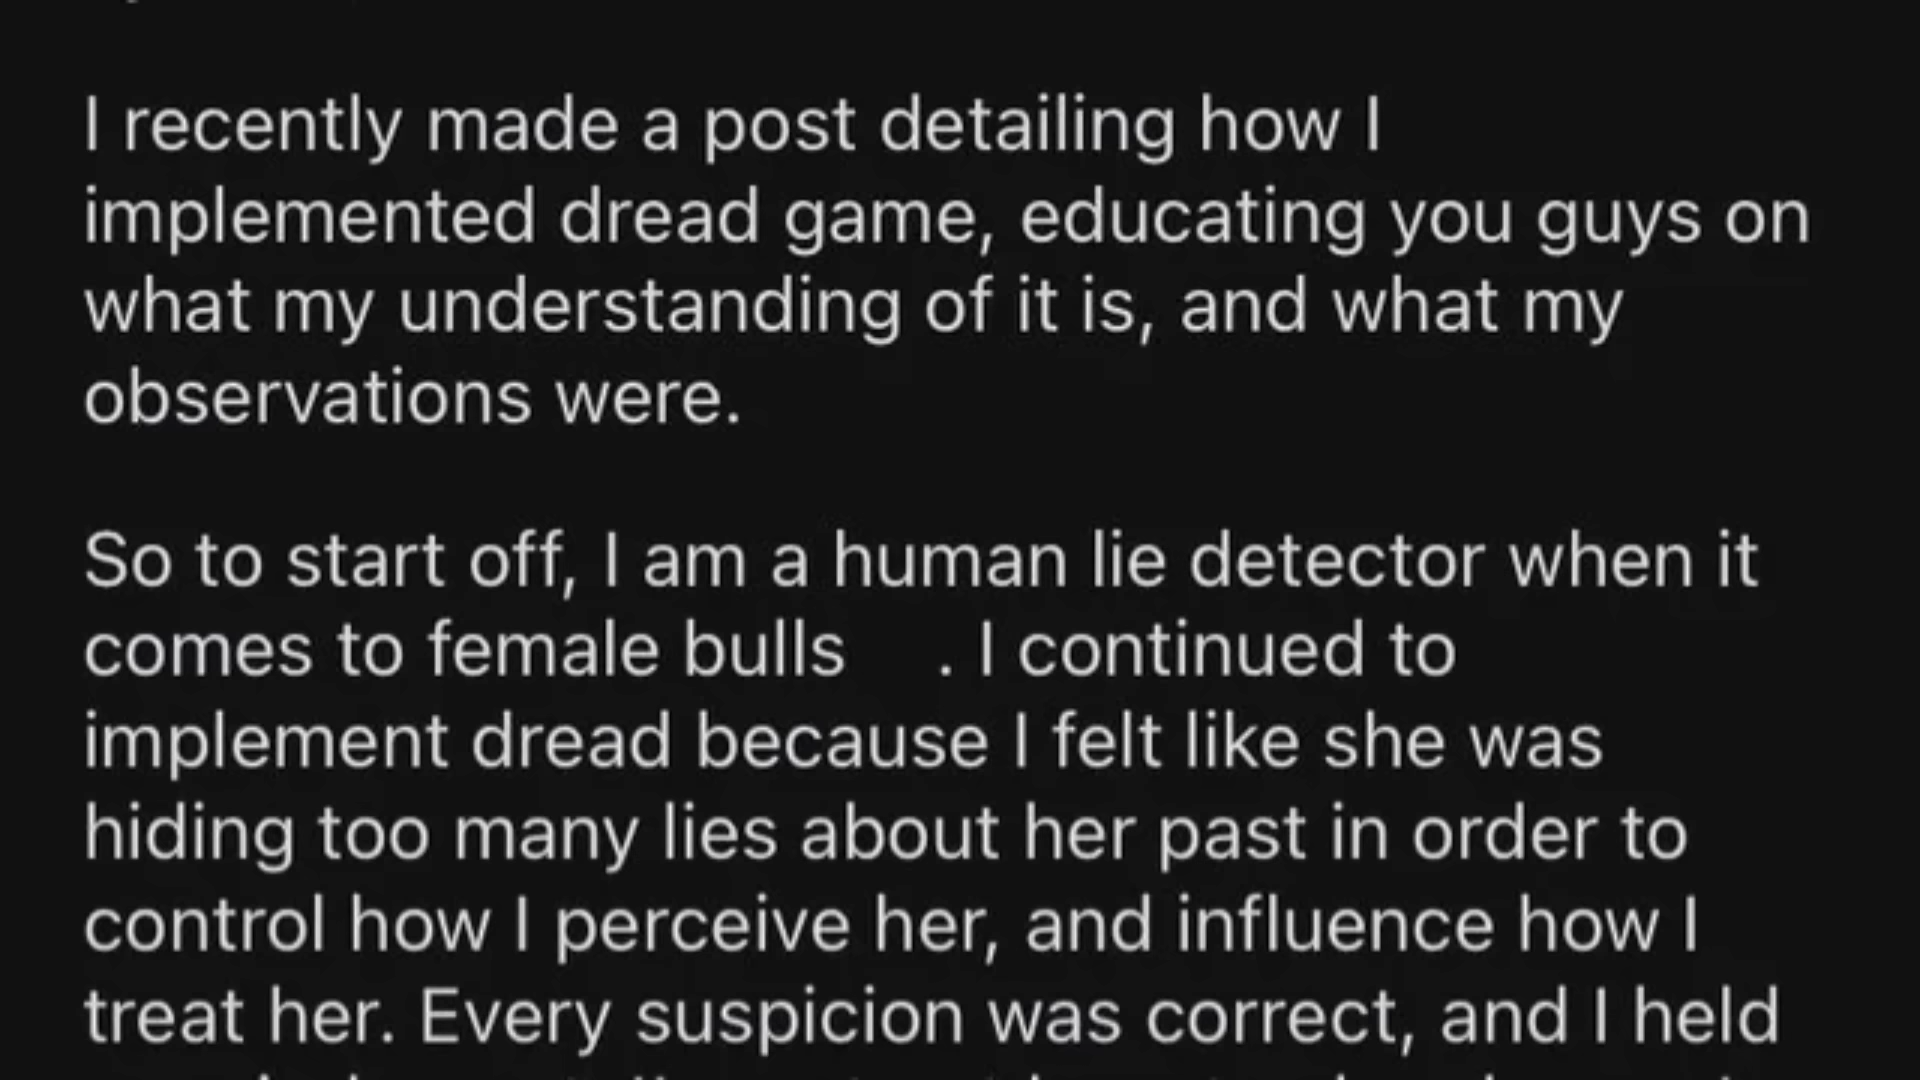 I recently made a post detailing how I
implemented dread game, educating you guys on
what my understanding of it is, and what my
observations were.
So to start off, I am a human lie detector when it
comes to female bulls . I continued to
implement dread because I felt like she was
hiding too many lies about her past in order to
control how I perceive her, and influence how I
treat her. Every suspicion was correct, and I held